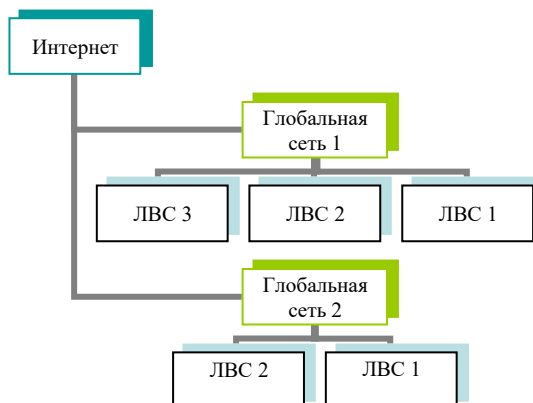 Интернет
Глобальная
сеть 1
ЛВС 3
ЛВС 2
ЛВС 1
Глобальная
сеть 2
ЛВС 2
ЛВС 1